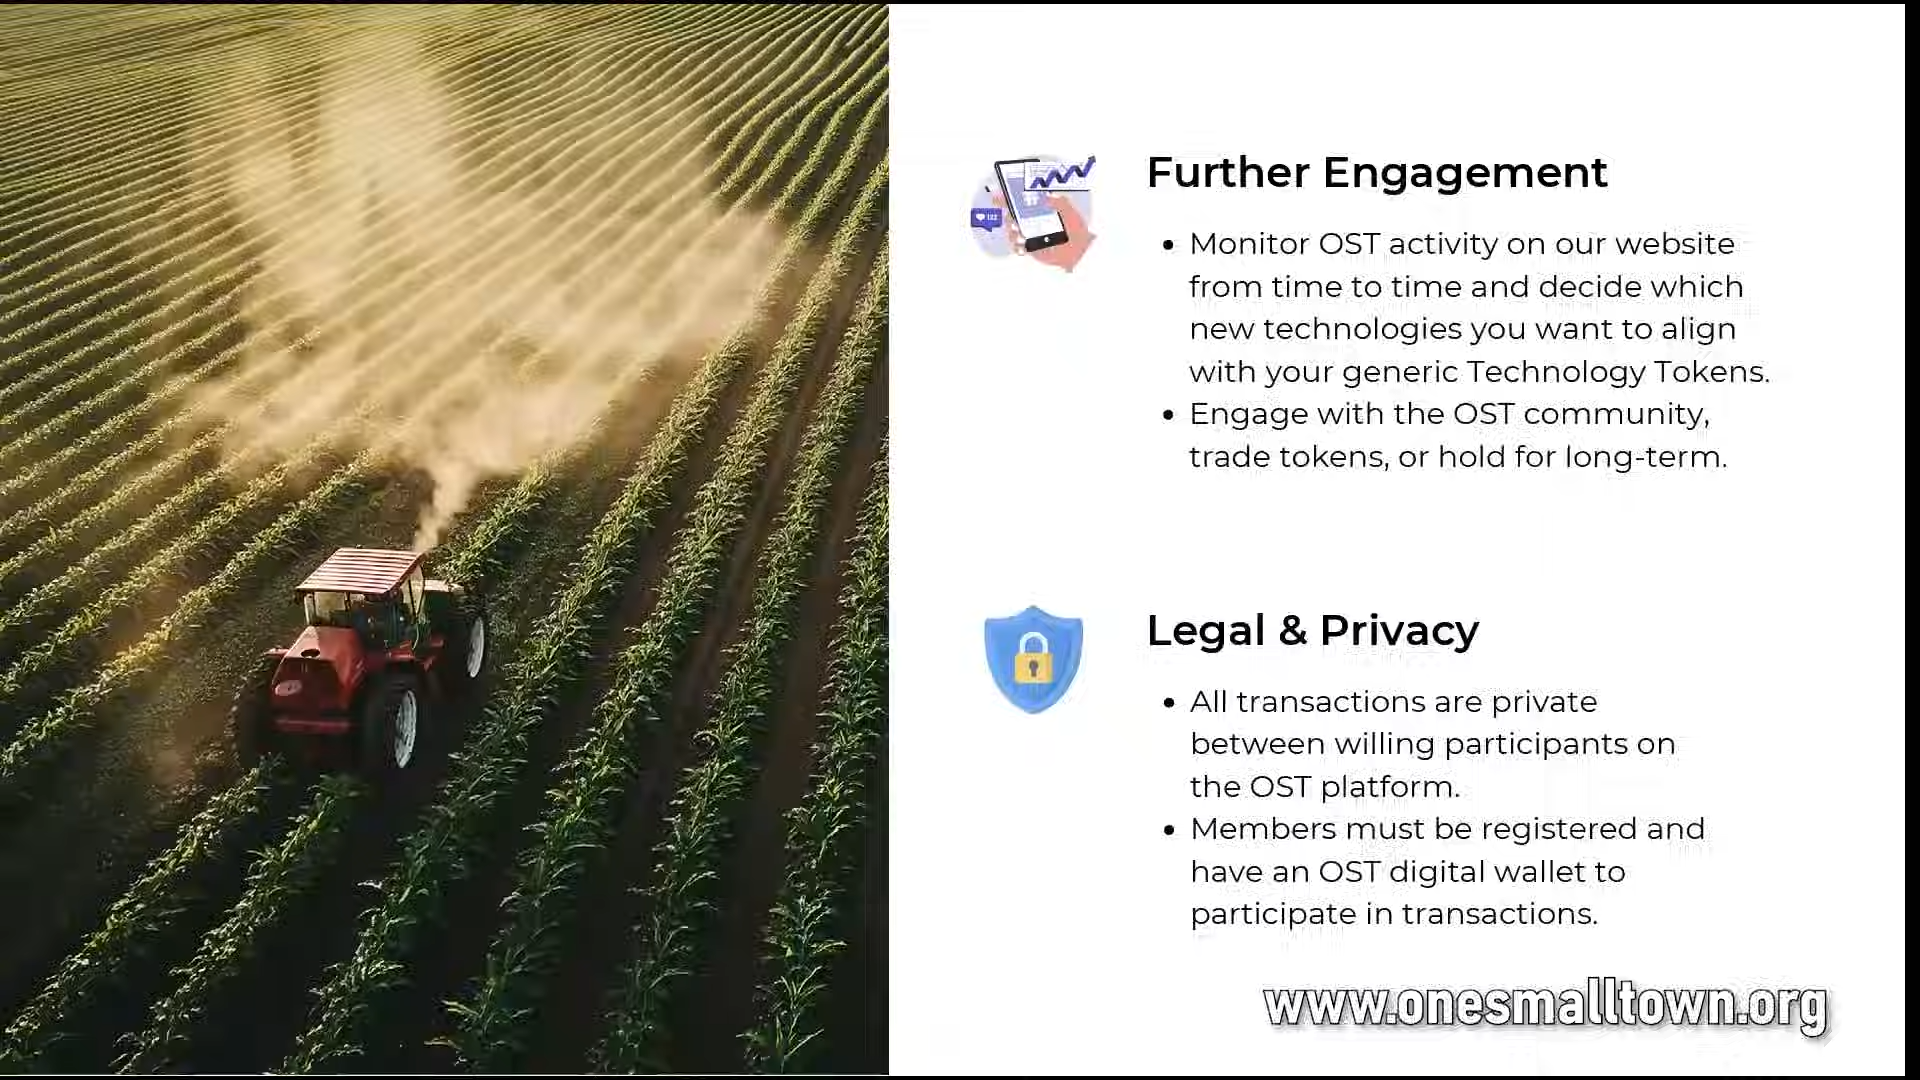 Further Engagement
• Monitor OST activity on our website
from time to time and decide which
new technologies you want to align
with your generic Technology Tokens.
• Engage with the OST community,
trade tokens, or hold for long-term.
Legal & Privacy
• All transactions are private
between willing participants on
the OST platform.
• Members must be registered and
have an OST digital wallet to
participate in transactions.
www.onesmalltown.org